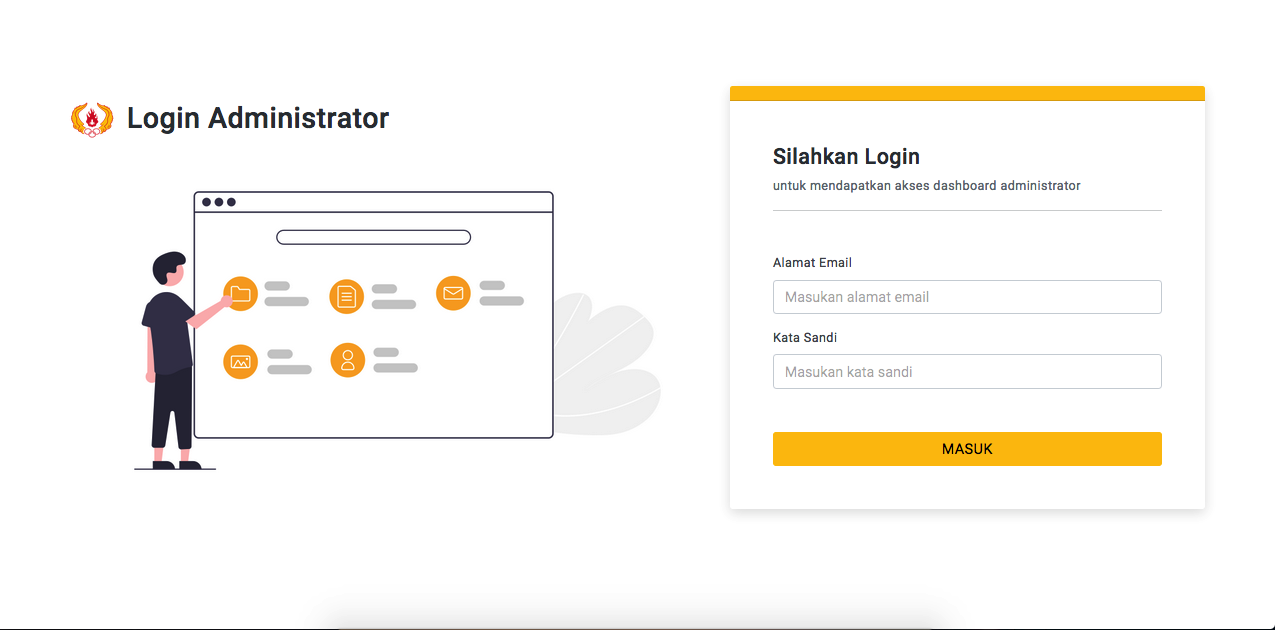 Login Administrator
Silahkan Login
untuk mendapatkan akses dashboard administrator
Alamat Email
Masukan alamat email
Kata Sandi
Masukan kata sandi
MASUK